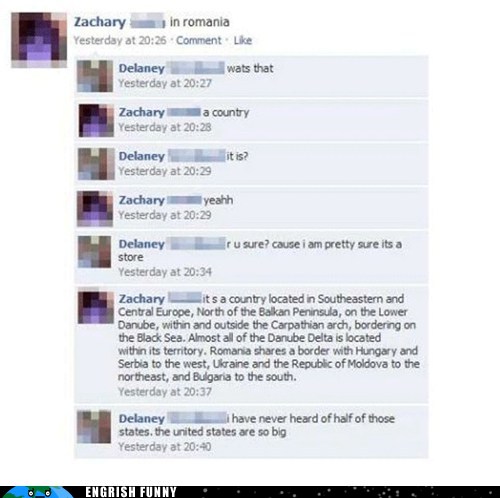 Zachary in romania
Yesterday at 20:26 · Comment · Like
Delaney wats that
Yesterday at 20:27
Zachary a country
Yesterday at 20:28
Delaney it is?
Yesterday at 20:29
Zachary yeahh
Yesterday at 20:29
Delaney r u sure? cause i am pretty sure its a
store
Yesterday at 20:34
Zachary it s a country located in Southeastern and
Central Europe, North of the Balkan Peninsula, on the Lower
Danube, within and outside the Carpathian arch, bordering on
the Black Sea. Almost all of the Danube Delta is located
within its territory. Romania shares a border with Hungary and
Serbia to the west, Ukraine and the Republic of Moldova to the
northeast, and Bulgaria to the south.
Yesterday at 20:37
Delaney i have never heard of half of those
states. the united states are so big
Yesterday at 20:40
ENGRISH FUNNY